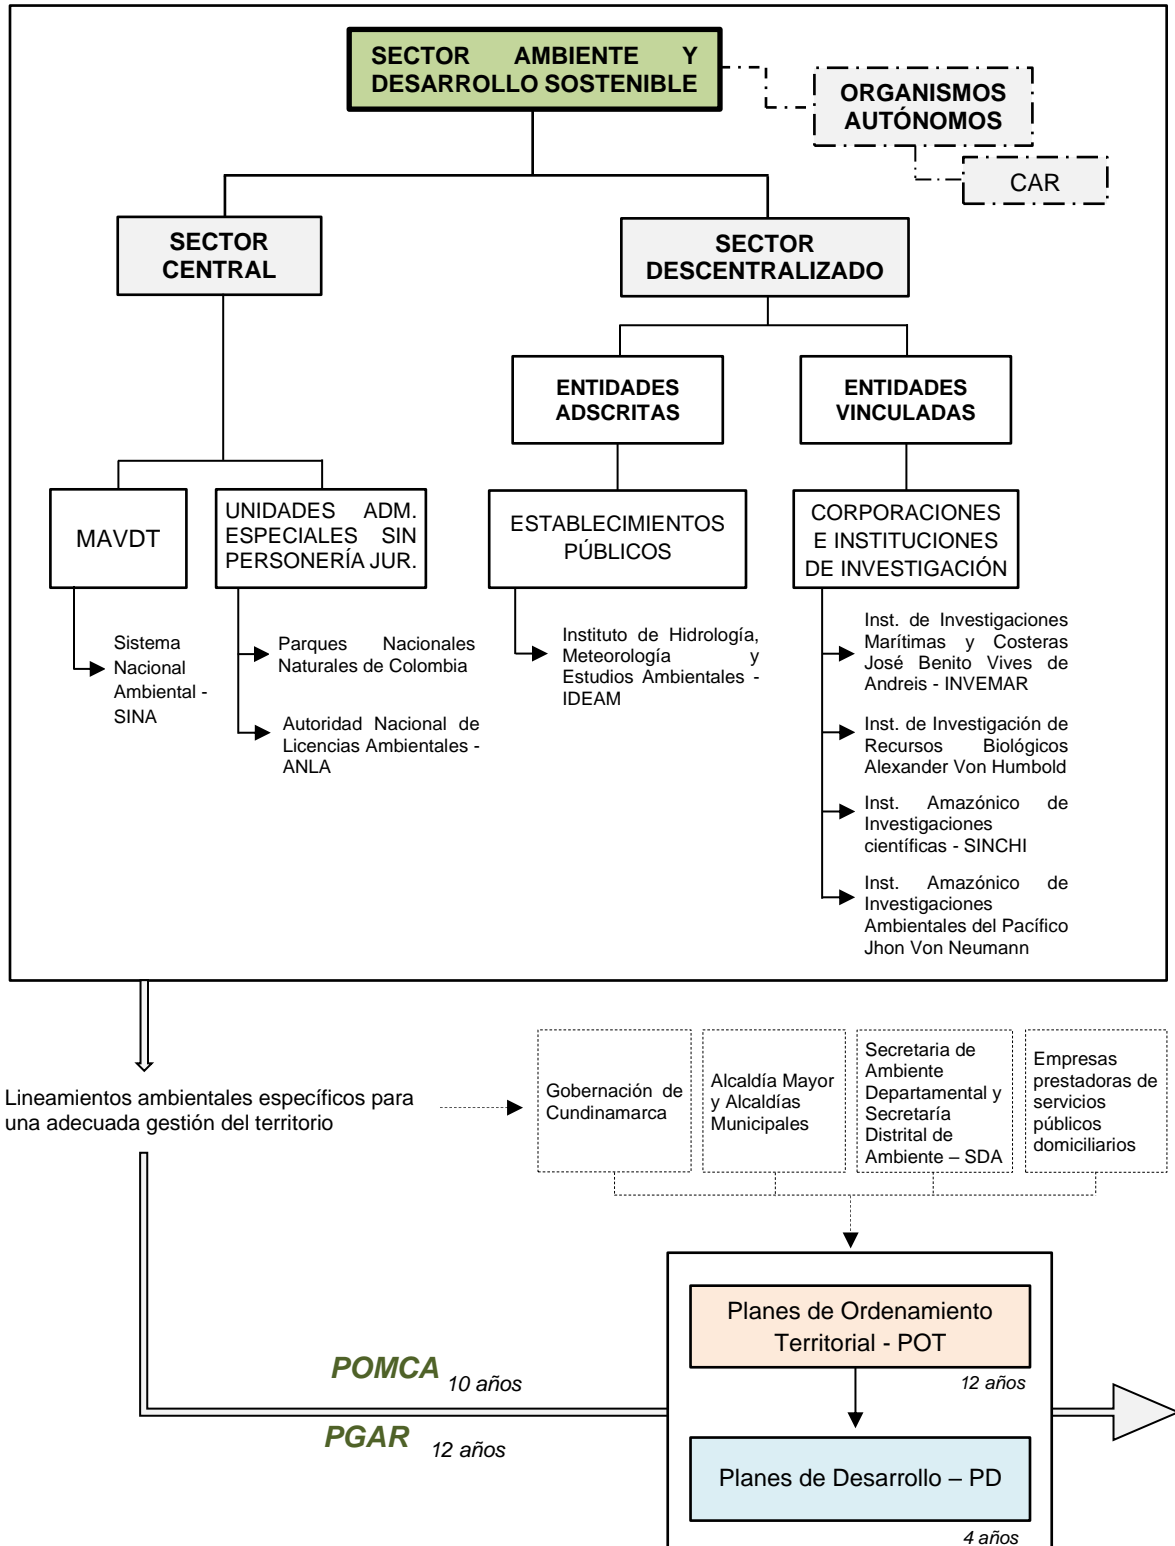 SECTOR AMBIENTE Y
DESARROLLO SOSTENIBLE
ORGANISMOS
AUTÓNOMOS
CAR
SECTOR
CENTRAL
SECTOR
DESCENTRALIZADO
ENTIDADES
ADSCRITAS
ENTIDADES
VINCULADAS
MAVDT
UNIDADES ADM.
ESPECIALES SIN
PERSONERÍA JUR.
ESTABLECIMIENTOS
PÚBLICOS
CORPORACIONES
E INSTITUCIONES
DE INVESTIGACIÓN
Sistema
Nacional
Ambiental -
SINA
Parques Nacionales
Naturales de Colombia
Autoridad Nacional de
Licencias Ambientales -
ANLA
Instituto de Hidrología,
Meteorología y
Estudios Ambientales -
IDEAM
Inst. de Investigaciones
Marítimas y Costeras
José Benito Vives de
Andreis - INVEMAR
Inst. de Investigación de
Recursos Biológicos
Alexander Von Humbold
Inst. Amazónico de
Investigaciones
científicas - SINCHI
Inst. Amazónico de
Investigaciones
Ambientales del Pacífico
Jhon Von Neumann
Lineamientos ambientales específicos para
una adecuada gestión del territorio
Gobernación de
Cundinamarca
Alcaldía Mayor
y Alcaldías
Municipales
Secretaria de
Ambiente
Departamental y
Secretaría
Distrital de
Ambiente – SDA
Empresas
prestadoras de
servicios
públicos
domiciliarios
Planes de Ordenamiento
Territorial - POT
12 años
POMCA 10 años
PGAR 12 años
Planes de Desarrollo – PD
4 años